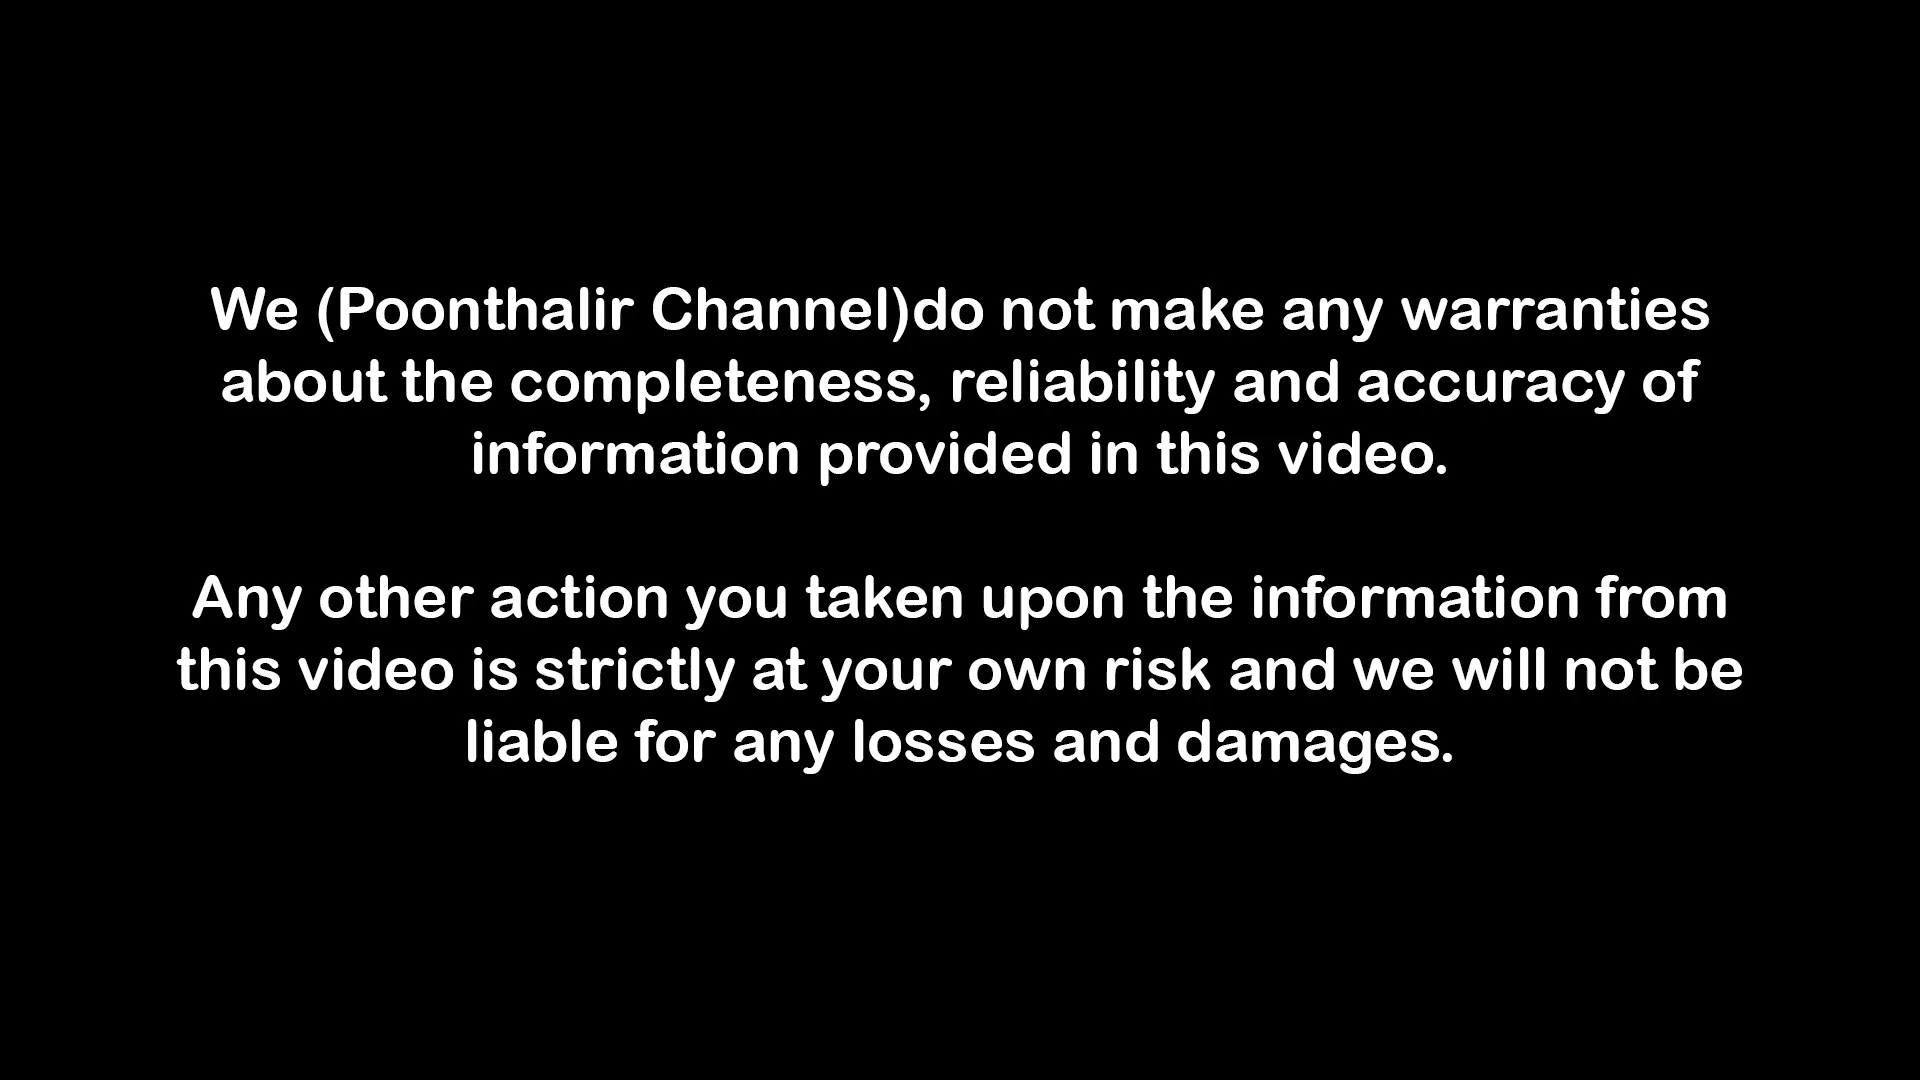 We (Poonthalir Channel)do not make any warranties
about the completeness, reliability and accuracy of
information provided in this video.
Any other action you taken upon the information from
this video is strictly at your own risk and we will not be
liable for any losses and damages.